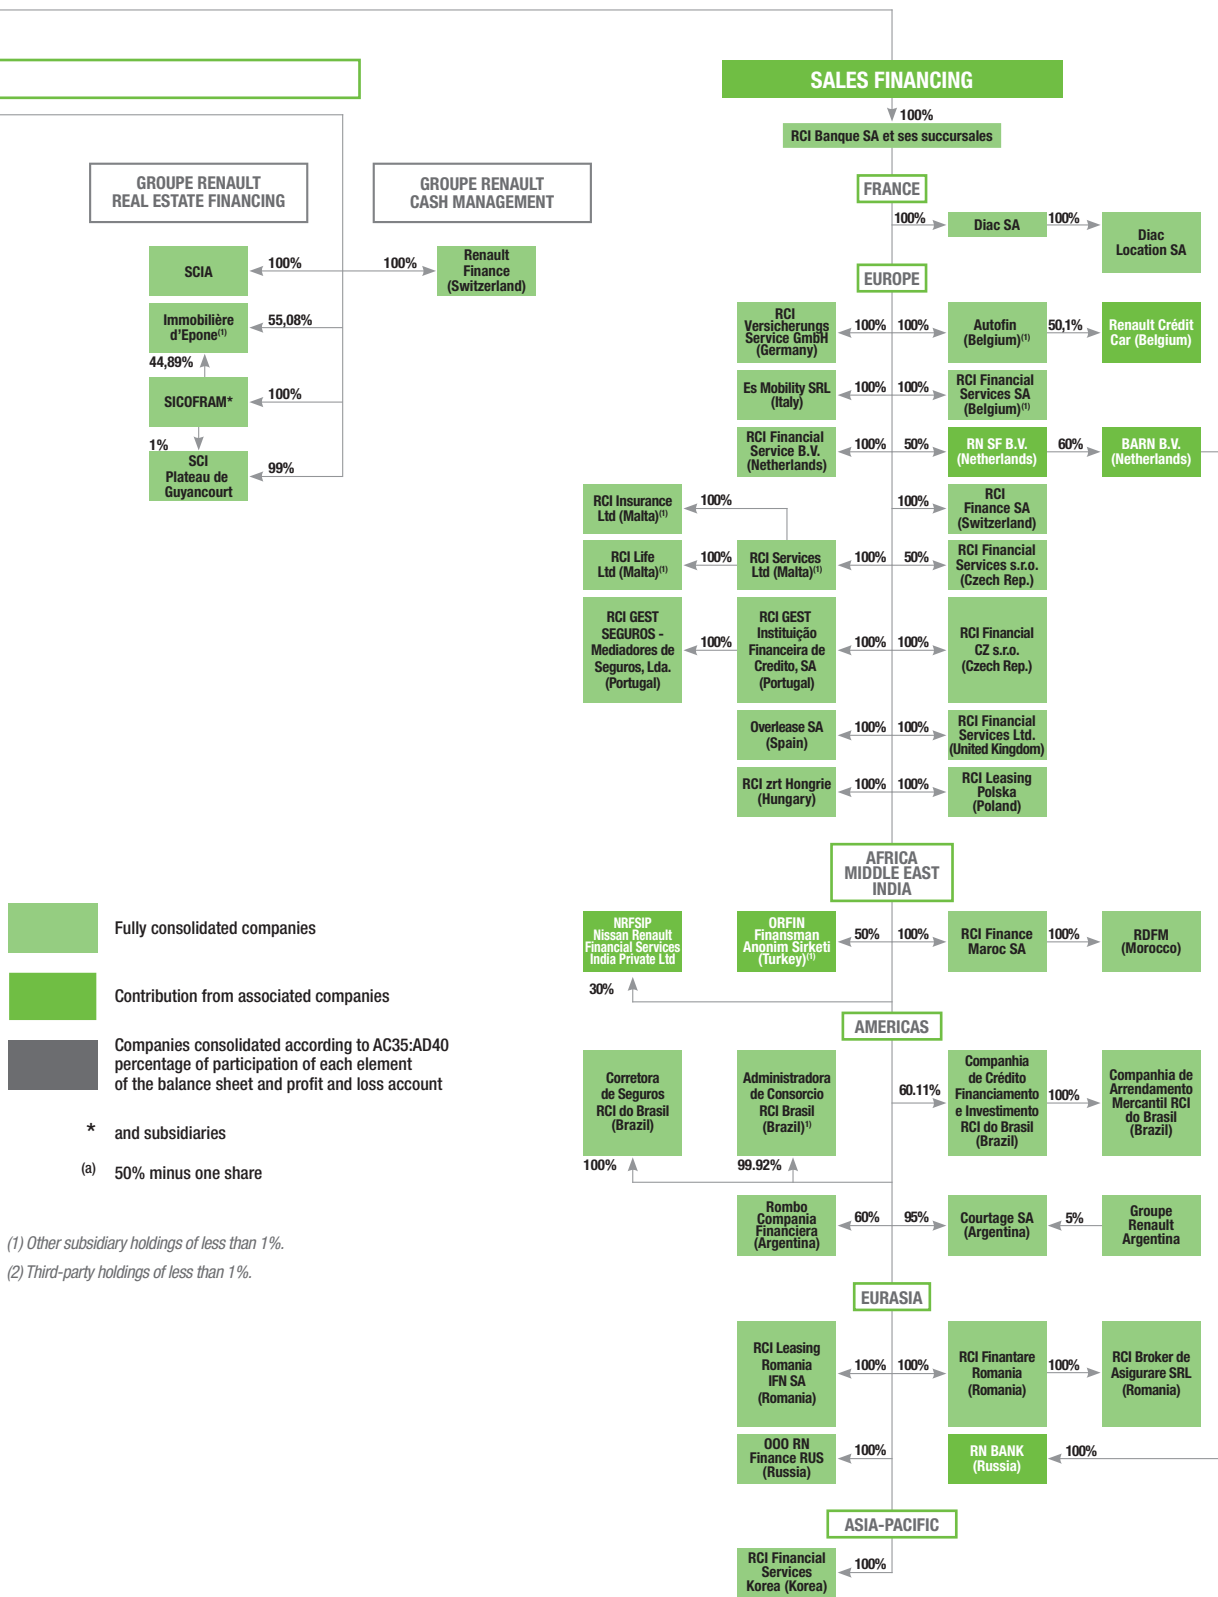 SALES FINANCING
100%
RCI Banque SA et ses succursales
GROUPE RENAULT
REAL ESTATE FINANCING
GROUPE RENAULT
CASH MANAGEMENT
SCIA
100%
100%
Renault
Finance
(Switzerland)
Immobilière
d'Epone(1)
55,08%
44,89%
SICOFRAM*
100%
1%
SCI
Plateau de
Guyancourt
99%
FRANCE
100%
Diac SA
100%
Diac
Location SA
EUROPE
RCI
Versicherungs
Service GmbH
(Germany)
100%
100%
Autofin
(Belgium)(1)
50,1%
Renault Crédit
Car (Belgium)
Es Mobility SRL
(Italy)
100%
100%
RCI Financial
Services SA
(Belgium)(1)
RCI Financial
Service B.V.
(Netherlands)
100%
50%
RN SF B.V.
(Netherlands)
60%
BARN B.V.
(Netherlands)
RCI Insurance
Ltd (Malta)(1)
100%
100%
RCI
Finance SA
(Switzerland)
RCI Life
Ltd (Malta)(1)
100%
RCI Services
Ltd (Malta)(1)
100%
50%
RCI Financial
Services s.r.o.
(Czech Rep.)
RCI GEST
SEGUROS -
Mediadores de
Seguros, Lda.
(Portugal)
100%
RCI GEST
Instituição
Financeira de
Credito, SA
(Portugal)
100%
100%
RCI Financial
CZ s.r.o.
(Czech Rep.)
Overlease SA
(Spain)
100%
100%
RCI Financial
Services Ltd.
(United Kingdom)
RCI zrt Hongrie
(Hungary)
100%
100%
RCI Leasing
Polska
(Poland)
AFRICA
MIDDLE EAST
INDIA
NRFSIP
Nissan Renault
Financial Services
India Private Ltd
30%
ORFIN
Finansman
Anonim Sirketi
(Turkey)(1)
50%
100%
RCI Finance
Maroc SA
100%
RDFM
(Morocco)
AMERICAS
Corretora
de Seguros
RCI do Brasil
(Brazil)
100%
Administradora
de Consorcio
RCI Brasil
(Brazil)1)
99.92%
60.11%
Companhia
de Crédito
Financiamento
e Investimento
RCI do Brasil
(Brazil)
100%
Companhia de
Arrendamento
Mercantil RCI
do Brasil
(Brazil)
Rombo
Compania
Financiera
(Argentina)
60%
95%
Courtage SA
(Argentina)
5%
Groupe
Renault
Argentina
EURASIA
RCI Leasing
Romania
IFN SA
(Romania)
100%
100%
RCI Finantare
Romania
(Romania)
100%
RCI Broker de
Asigurare SRL
(Romania)
OOO RN
Finance RUS
(Russia)
100%
RN BANK
(Russia)
100%
ASIA-PACIFIC
RCI Financial
Services
Korea (Korea)
100%
Fully consolidated companies
Contribution from associated companies
Companies consolidated according to AC35:AD40
percentage of participation of each element
of the balance sheet and profit and loss account
* and subsidiaries
(a) 50% minus one share
(1) Other subsidiary holdings of less than 1%.
(2) Third-party holdings of less than 1%.